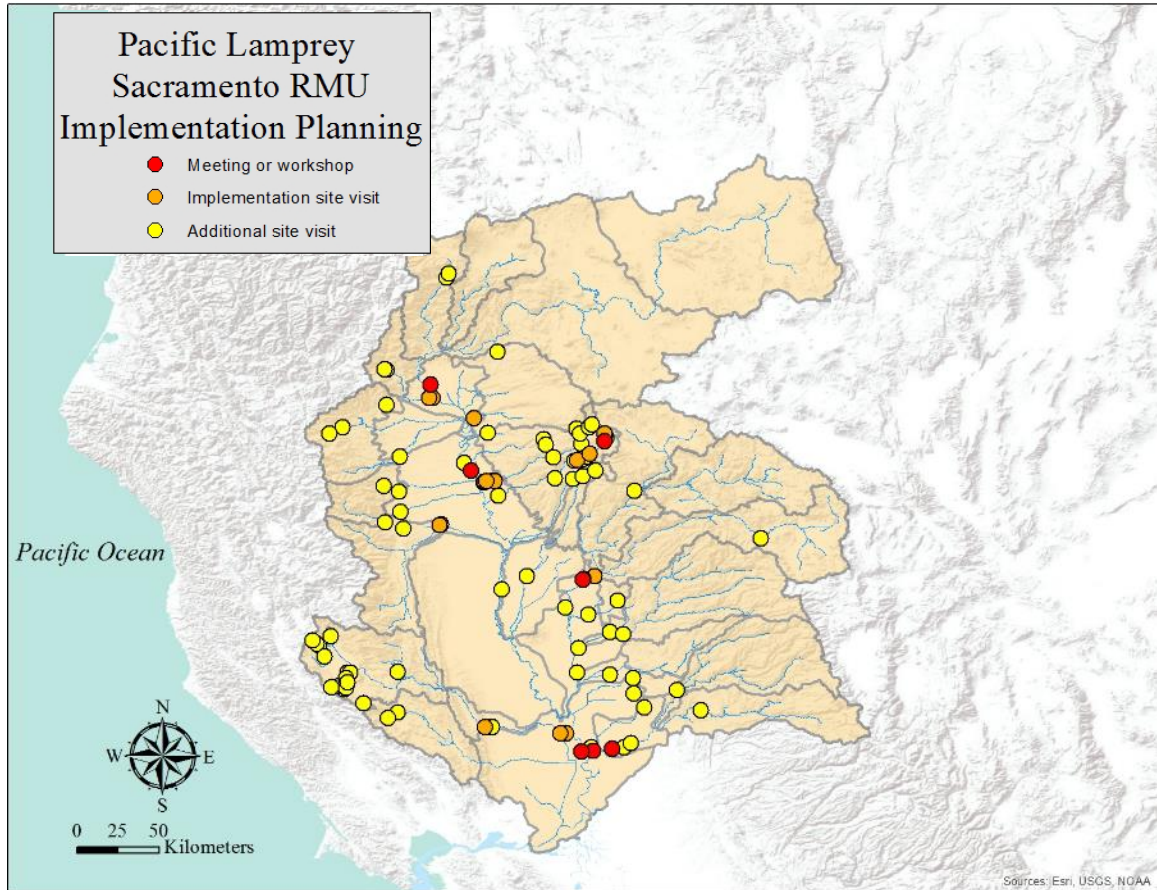 Pacific Lamprey
Sacramento RMU
Implementation Planning
Meeting or workshop
Implementation site visit
Additional site visit
Pacific Ocean
N
W E
S
0 25 50
Kilometers
Sources: Esri, USGS, NOAA